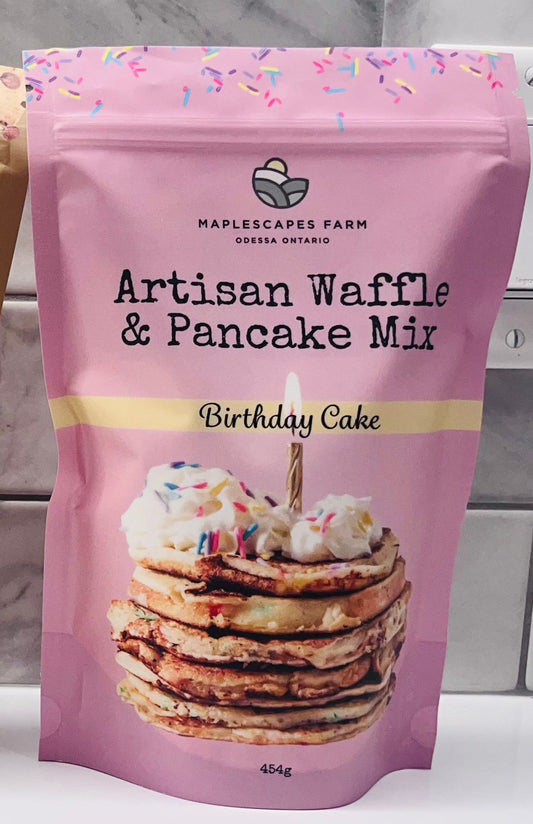 MAPLESCAPES FARM
ODESSA ONTARIO
Artisan Waffle
& Pancake Mix
Birthday Cake
454g